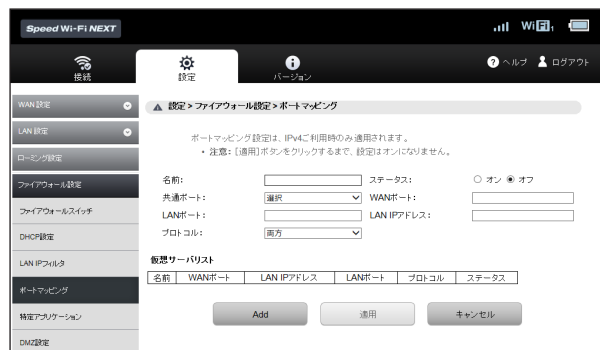 Speed Wi-Fi NEXT
WiFi 1
接続 設定 バージョン ? ヘルプ ログアウト
WAN設定
LAN 設定
ローミング設定
ファイアウォール設定
ファイアウォールスイッチ
DHCP設定
LAN IPフィルタ
ポートマッピング
特定アプリケーション
DMZ設定
設定 > ファイアウォール設定 > ポートマッピング
ポートマッピング設定は、IPv4ご利用時のみ適用されます。
• 注意: [適用]ボタンをクリックするまで、設定はオンになりません。
名前: ステータス: オン オフ
共通ポート: 選択 WANポート:
LANポート: LAN IPアドレス:
プロトコル: 両方
仮想サーバリスト
名前 WANポート LAN IPアドレス LANポート プロトコル ステータス
Add 適用 キャンセル